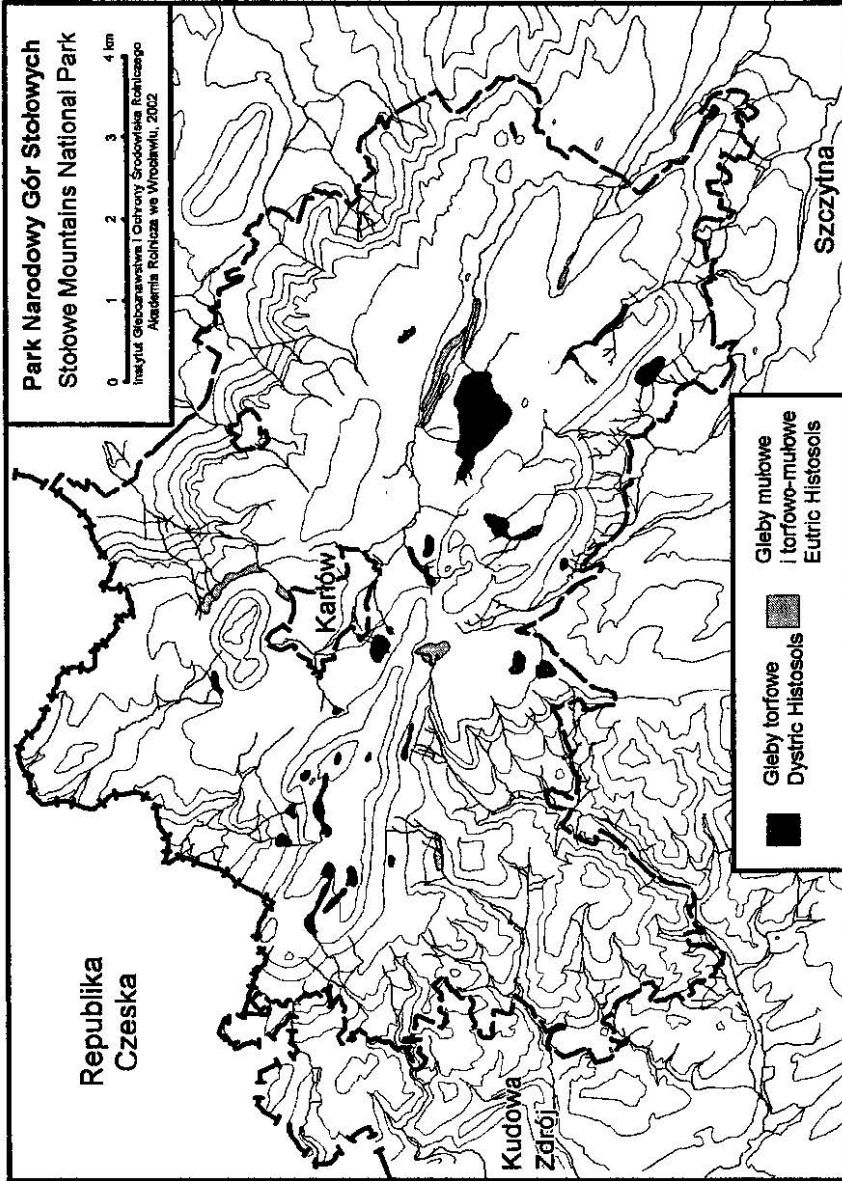 Park Narodowy Gór Stołowych
Stołowe Mountains National Park
0 1 2 3 4 km
Instytut Gleboznawstwa i Ochrony Środowiska Rolniczego
Akademia Rolnicza we Wrocławiu, 2002
Republika
Czeska
Karłów
Kudowa
Zdrój
Szczytna
Gleby torfowe
Dystric Histosols
Gleby mułowe
i torfowo-mułowe
Eutric Histosols